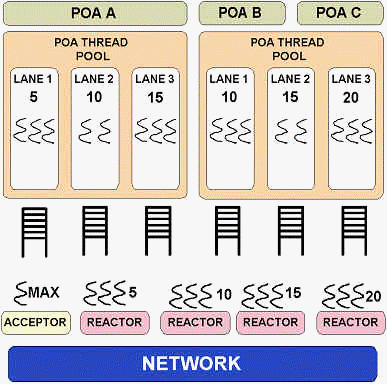 POA A
POA B
POA C
POA THREAD
POOL
LANE 1
5
LANE 2
10
LANE 3
15
POA THREAD
POOL
LANE 1
10
LANE 2
15
LANE 3
20
MAX
5
10
15
20
ACCEPTOR
REACTOR
REACTOR
REACTOR
REACTOR
NETWORK